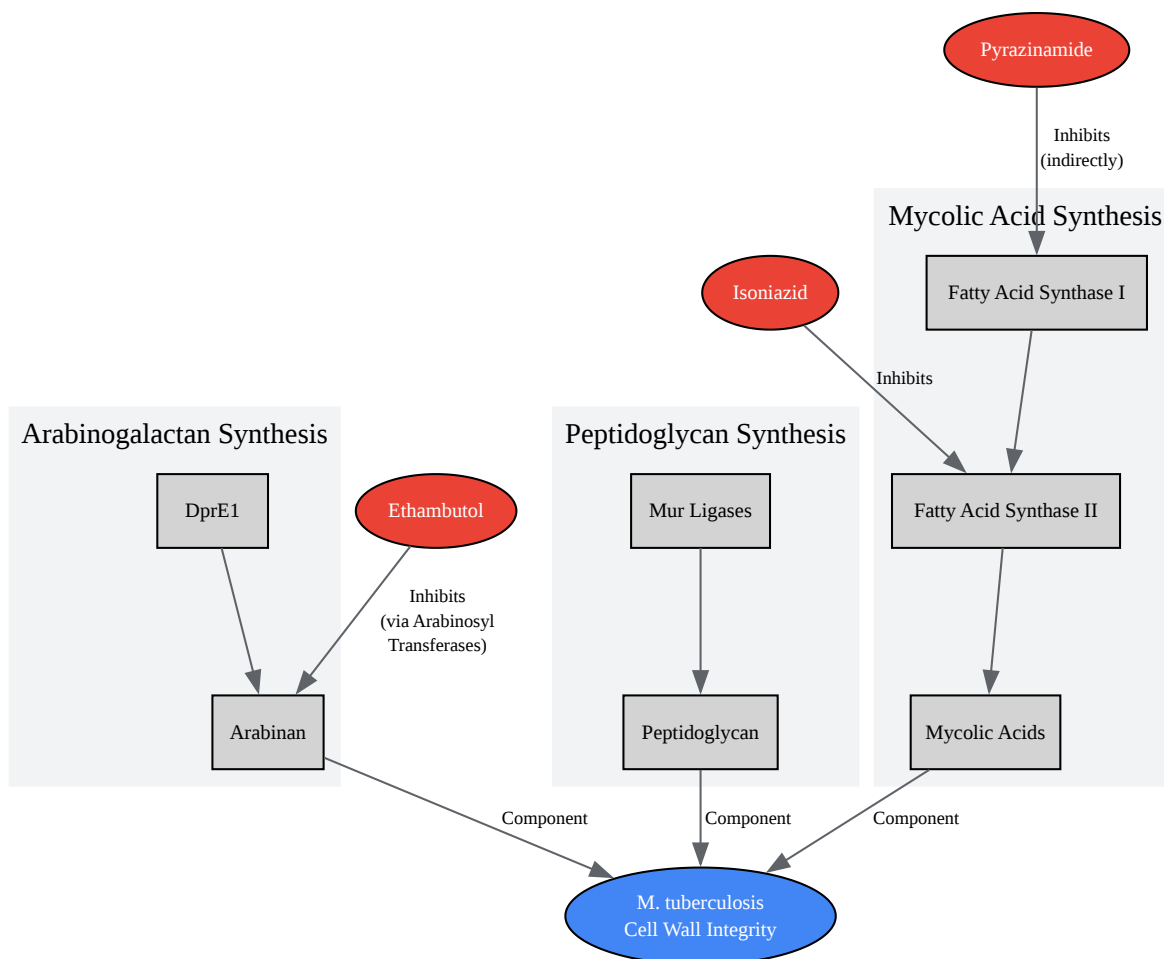 Pyrazinamide
Inhibits
(indirectly)
Mycolic Acid Synthesis
Isoniazid
Fatty Acid Synthase I
Inhibits
Arabinogalactan Synthesis
Peptidoglycan Synthesis
DprE1
Ethambutol
Mur Ligases
Fatty Acid Synthase II
Inhibits
(via Arabinosyl
Transferases)
Arabinan
Peptidoglycan
Mycolic Acids
Component
Component
Component
M. tuberculosis
Cell Wall Integrity